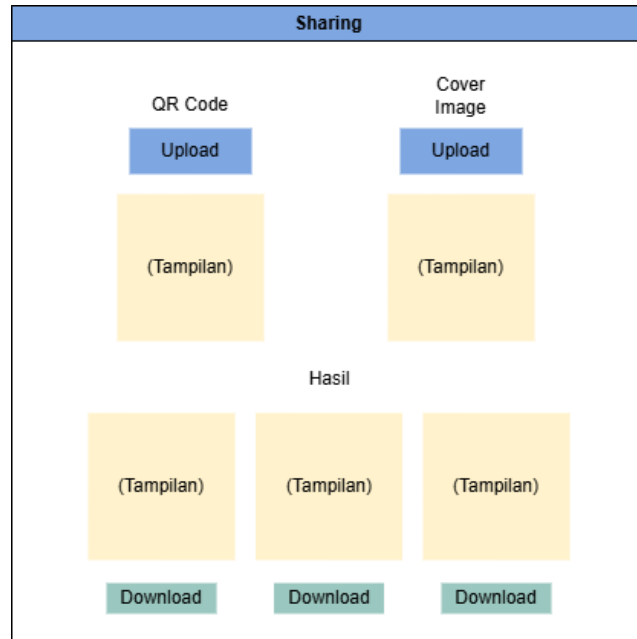 Sharing
QR Code
Cover
Image
Upload
Upload
(Tampilan)
(Tampilan)
Hasil
(Tampilan)
(Tampilan)
(Tampilan)
Download
Download
Download